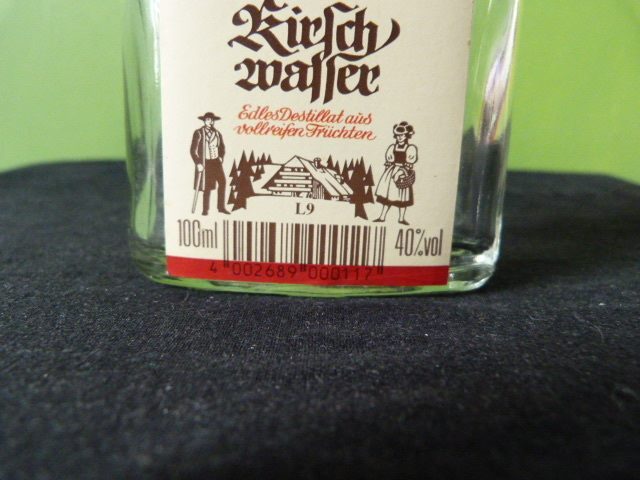 Kirsch
wasser
Edles Destillat aus
vollreifen Früchten
L9
100ml 40%vol
4 002689 000117